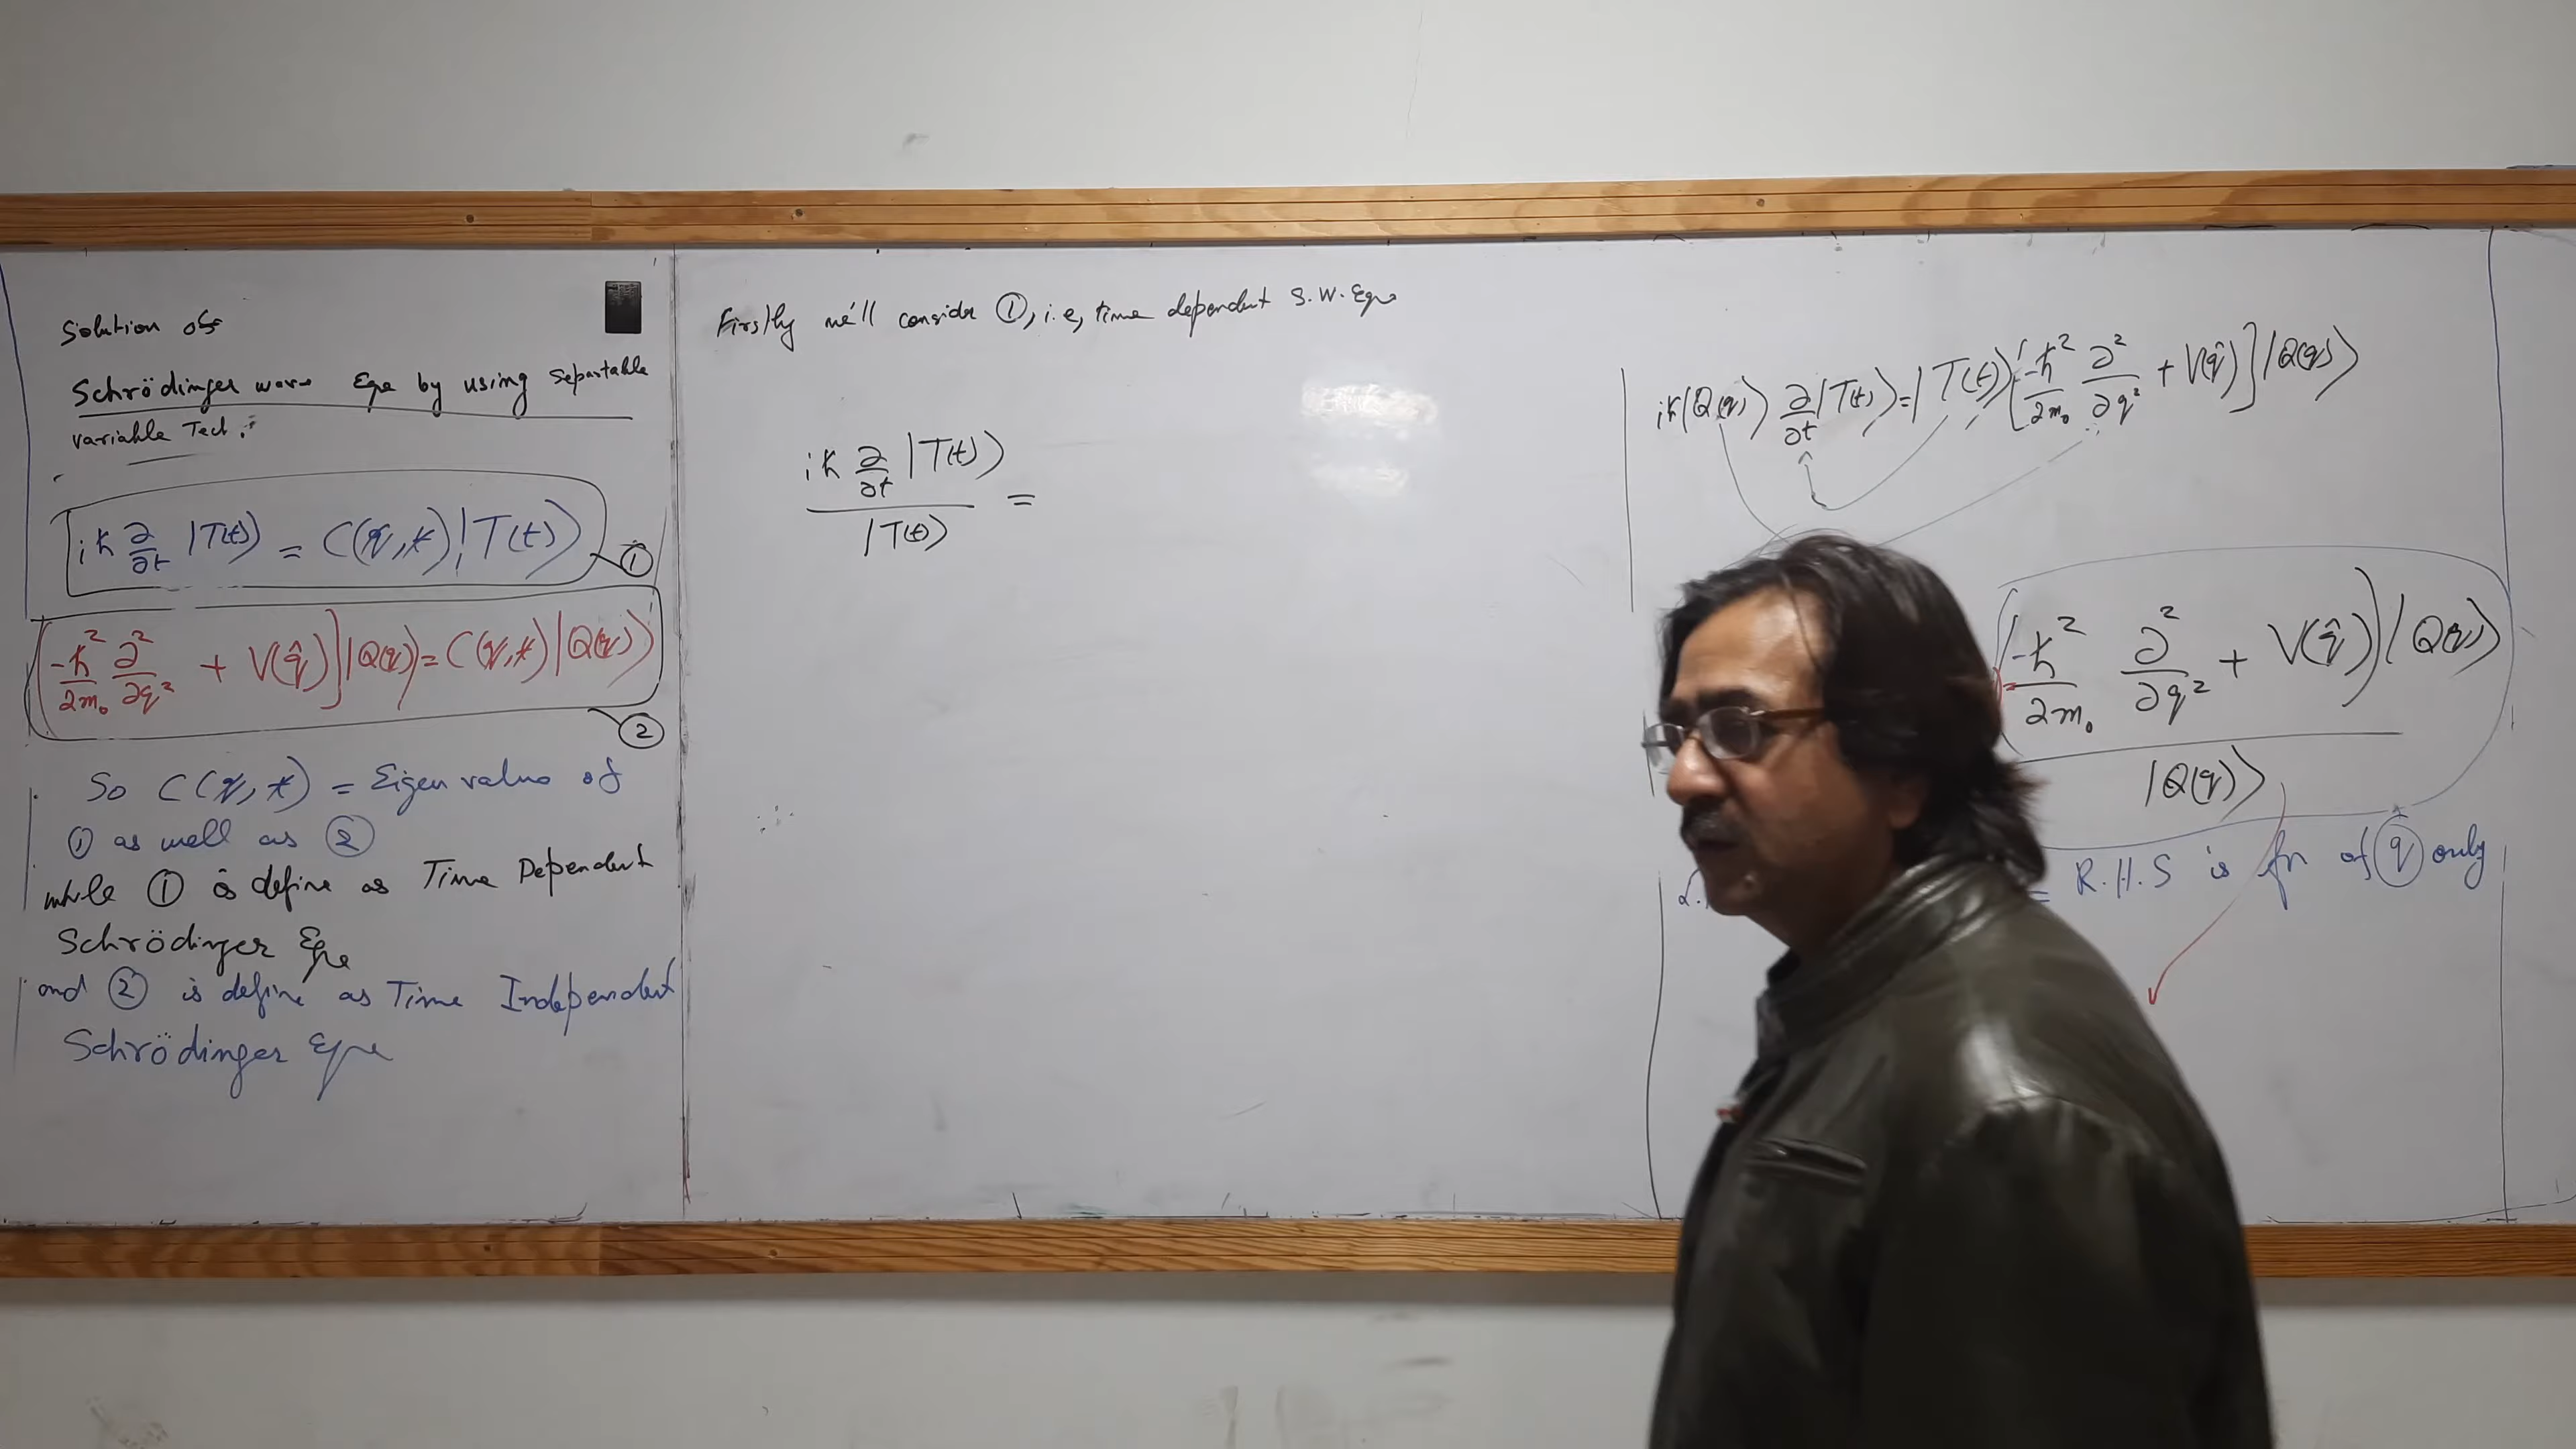 Solution of
Schrödinger wave Eqn by using Separtable
variable Tech :
iℏ ∂/∂t |T(t)⟩ = C(q,t) |T(t)⟩ ①
[-ℏ²/2m₀ ∂²/∂q² + V(q̂)] |Q(q)⟩ = C(q,t) |Q(q)⟩ ②
So C(q,t) = Eigen value of
① as well as ②
while ① is define as Time Dependent
Schrödinger Eqn
and ② is define as Time Independent
Schrödinger Eqn
Firstly we'll consider ①, i.e, time dependent S.W. Eqn
iℏ ∂/∂t |T(t)⟩ / |T(t)⟩ =
iℏ |Q(q)⟩ ∂/∂t |T(t)⟩ = |T(t)⟩ [-ℏ²/2m₀ ∂²/∂q² + V(q̂)] |Q(q)⟩
(-ℏ²/2m₀ ∂²/∂q² + V(q̂)) |Q(q)⟩ / |Q(q)⟩
= R.H.S is fn of q only